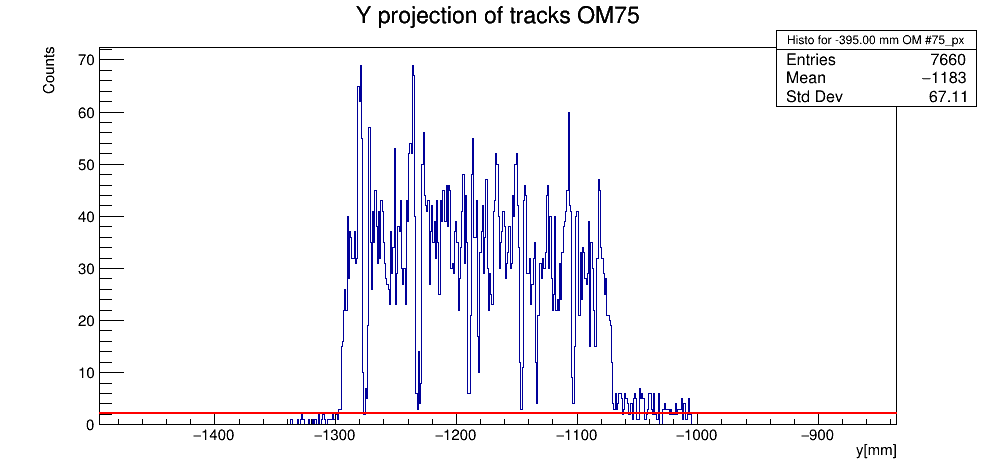 Y projection of tracks OM75
Histo for -395.00 mm OM #75_px
Entries 7660
Mean −1183
Std Dev 67.11
Counts
70
60
50
40
30
20
10
0
−1400 −1300 −1200 −1100 −1000 −900
y[mm]